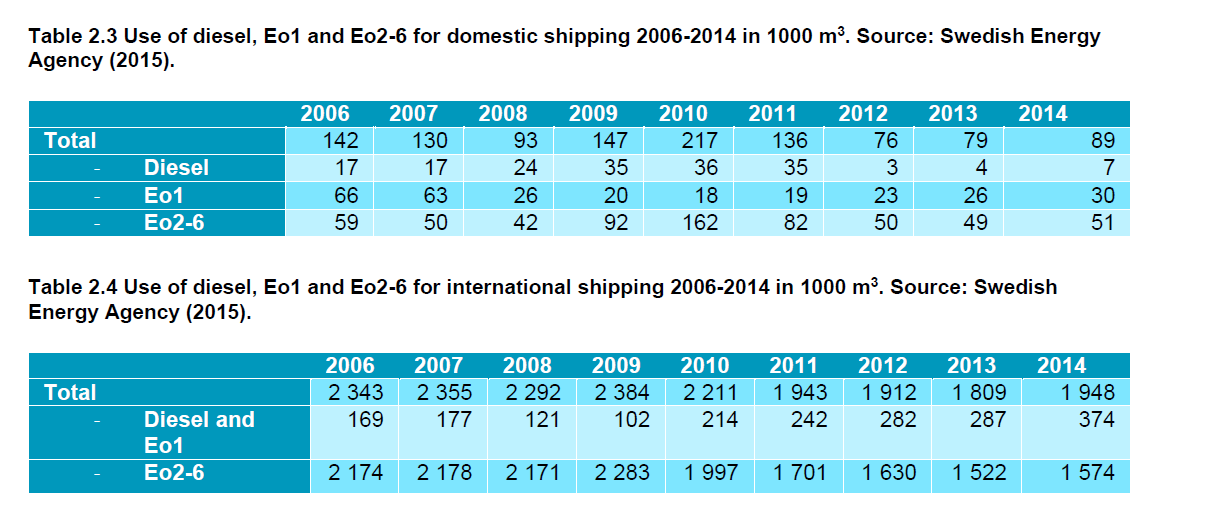 Table 2.3 Use of diesel, Eo1 and Eo2-6 for domestic shipping 2006-2014 in 1000 m³. Source: Swedish Energy
Agency (2015).
2006 2007 2008 2009 2010 2011 2012 2013 2014
Total 142 130 93 147 217 136 76 79 89
- Diesel 17 17 24 35 36 35 3 4 7
- Eo1 66 63 26 20 18 19 23 26 30
- Eo2-6 59 50 42 92 162 82 50 49 51
Table 2.4 Use of diesel, Eo1 and Eo2-6 for international shipping 2006-2014 in 1000 m³. Source: Swedish
Energy Agency (2015).
2006 2007 2008 2009 2010 2011 2012 2013 2014
Total 2 343 2 355 2 292 2 384 2 211 1 943 1 912 1 809 1 948
- Diesel and 169 177 121 102 214 242 282 287 374
Eo1
- Eo2-6 2 174 2 178 2 171 2 283 1 997 1 701 1 630 1 522 1 574